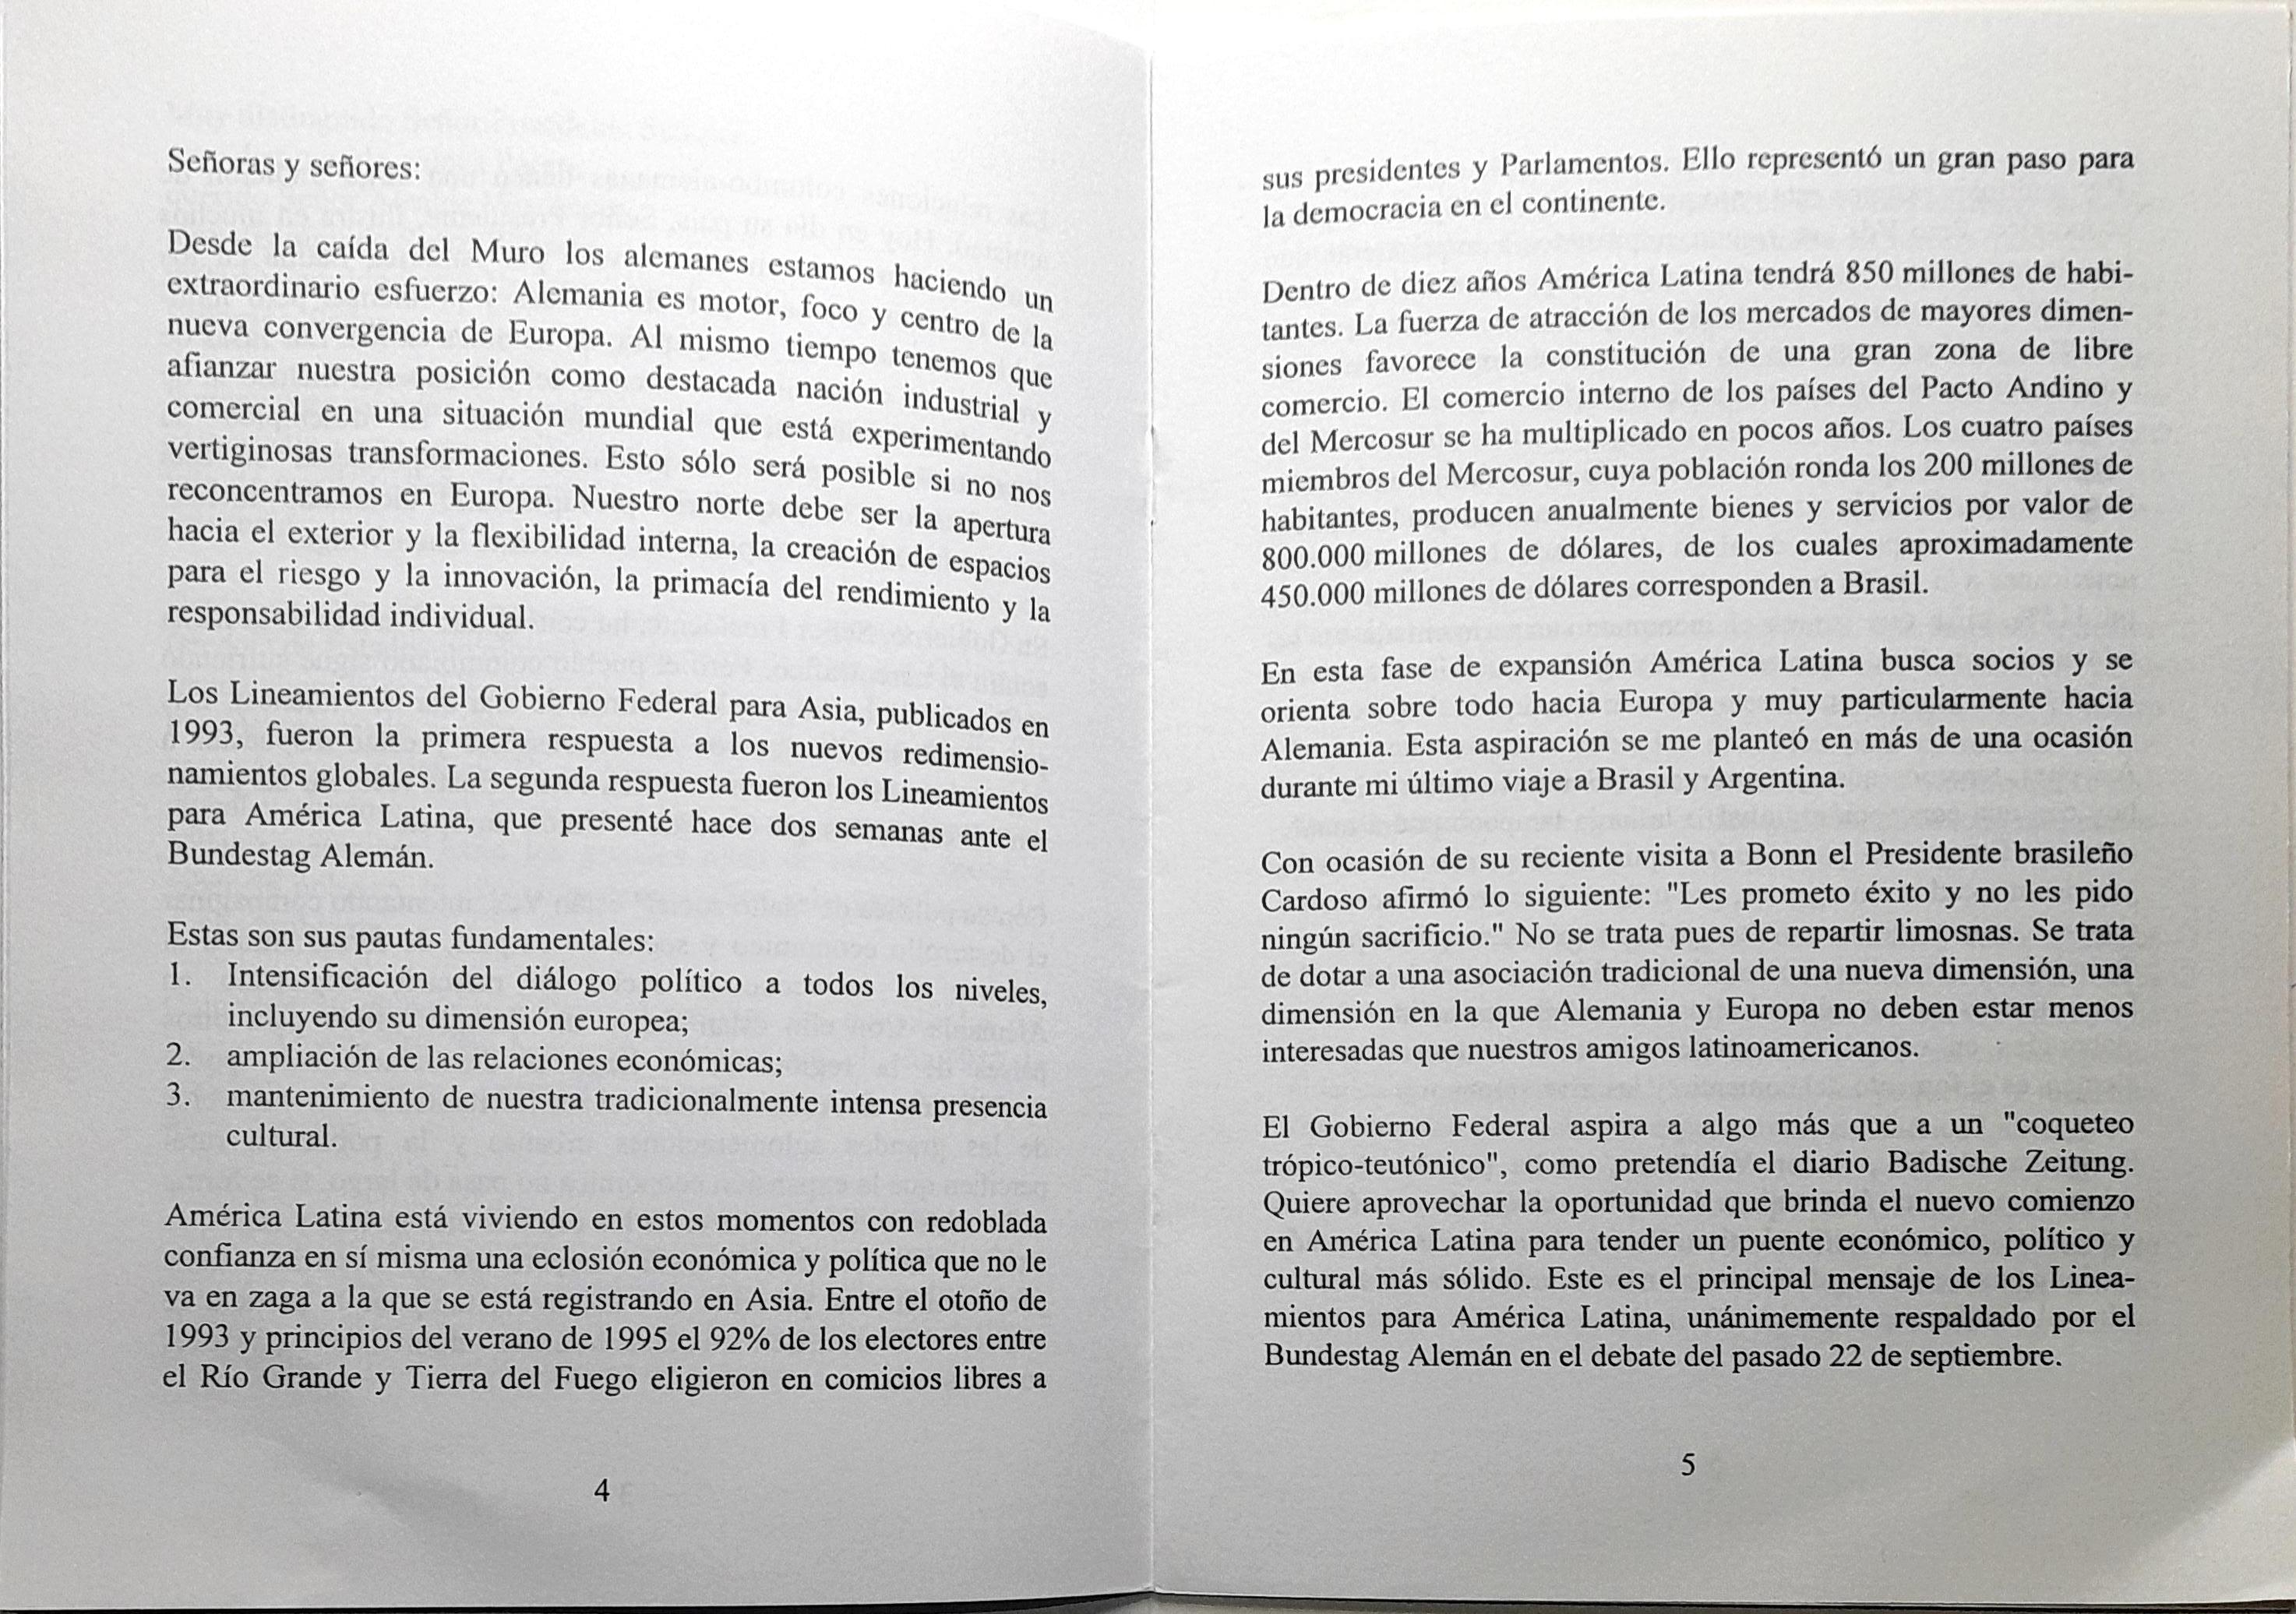 Señoras y señores:
Desde la caída del Muro los alemanes estamos haciendo un
extraordinario esfuerzo: Alemania es motor, foco y centro de la
nueva convergencia de Europa. Al mismo tiempo tenemos que
afianzar nuestra posición como destacada nación industrial y
comercial en una situación mundial que está experimentando
vertiginosas transformaciones. Esto sólo será posible si no nos
reconcentramos en Europa. Nuestro norte debe ser la apertura
hacia el exterior y la flexibilidad interna, la creación de espacios
para el riesgo y la innovación, la primacía del rendimiento y la
responsabilidad individual.
Los Lineamientos del Gobierno Federal para Asia, publicados en
1993, fueron la primera respuesta a los nuevos redimensio-
namientos globales. La segunda respuesta fueron los Lineamientos
para América Latina, que presenté hace dos semanas ante el
Bundestag Alemán.
Estas son sus pautas fundamentales:
1. Intensificación del diálogo político a todos los niveles,
incluyendo su dimensión europea;
2. ampliación de las relaciones económicas;
3. mantenimiento de nuestra tradicionalmente intensa presencia
cultural.
América Latina está viviendo en estos momentos con redoblada
confianza en sí misma una eclosión económica y política que no le
va en zaga a la que se está registrando en Asia. Entre el otoño de
1993 y principios del verano de 1995 el 92% de los electores entre
el Río Grande y Tierra del Fuego eligieron en comicios libres a
4
sus presidentes y Parlamentos. Ello representó un gran paso para
la democracia en el continente.
Dentro de diez años América Latina tendrá 850 millones de habi-
tantes. La fuerza de atracción de los mercados de mayores dimen-
siones favorece la constitución de una gran zona de libre
comercio. El comercio interno de los países del Pacto Andino y
del Mercosur se ha multiplicado en pocos años. Los cuatro países
miembros del Mercosur, cuya población ronda los 200 millones de
habitantes, producen anualmente bienes y servicios por valor de
800.000 millones de dólares, de los cuales aproximadamente
450.000 millones de dólares corresponden a Brasil.
En esta fase de expansión América Latina busca socios y se
orienta sobre todo hacia Europa y muy particularmente hacia
Alemania. Esta aspiración se me planteó en más de una ocasión
durante mi último viaje a Brasil y Argentina.
Con ocasión de su reciente visita a Bonn el Presidente brasileño
Cardoso afirmó lo siguiente: "Les prometo éxito y no les pido
ningún sacrificio." No se trata pues de repartir limosnas. Se trata
de dotar a una asociación tradicional de una nueva dimensión, una
dimensión en la que Alemania y Europa no deben estar menos
interesadas que nuestros amigos latinoamericanos.
El Gobierno Federal aspira a algo más que a un "coqueteo
trópico-teutónico", como pretendía el diario Badische Zeitung.
Quiere aprovechar la oportunidad que brinda el nuevo comienzo
en América Latina para tender un puente económico, político y
cultural más sólido. Este es el principal mensaje de los Linea-
mientos para América Latina, unánimemente respaldado por el
Bundestag Alemán en el debate del pasado 22 de septiembre.
5